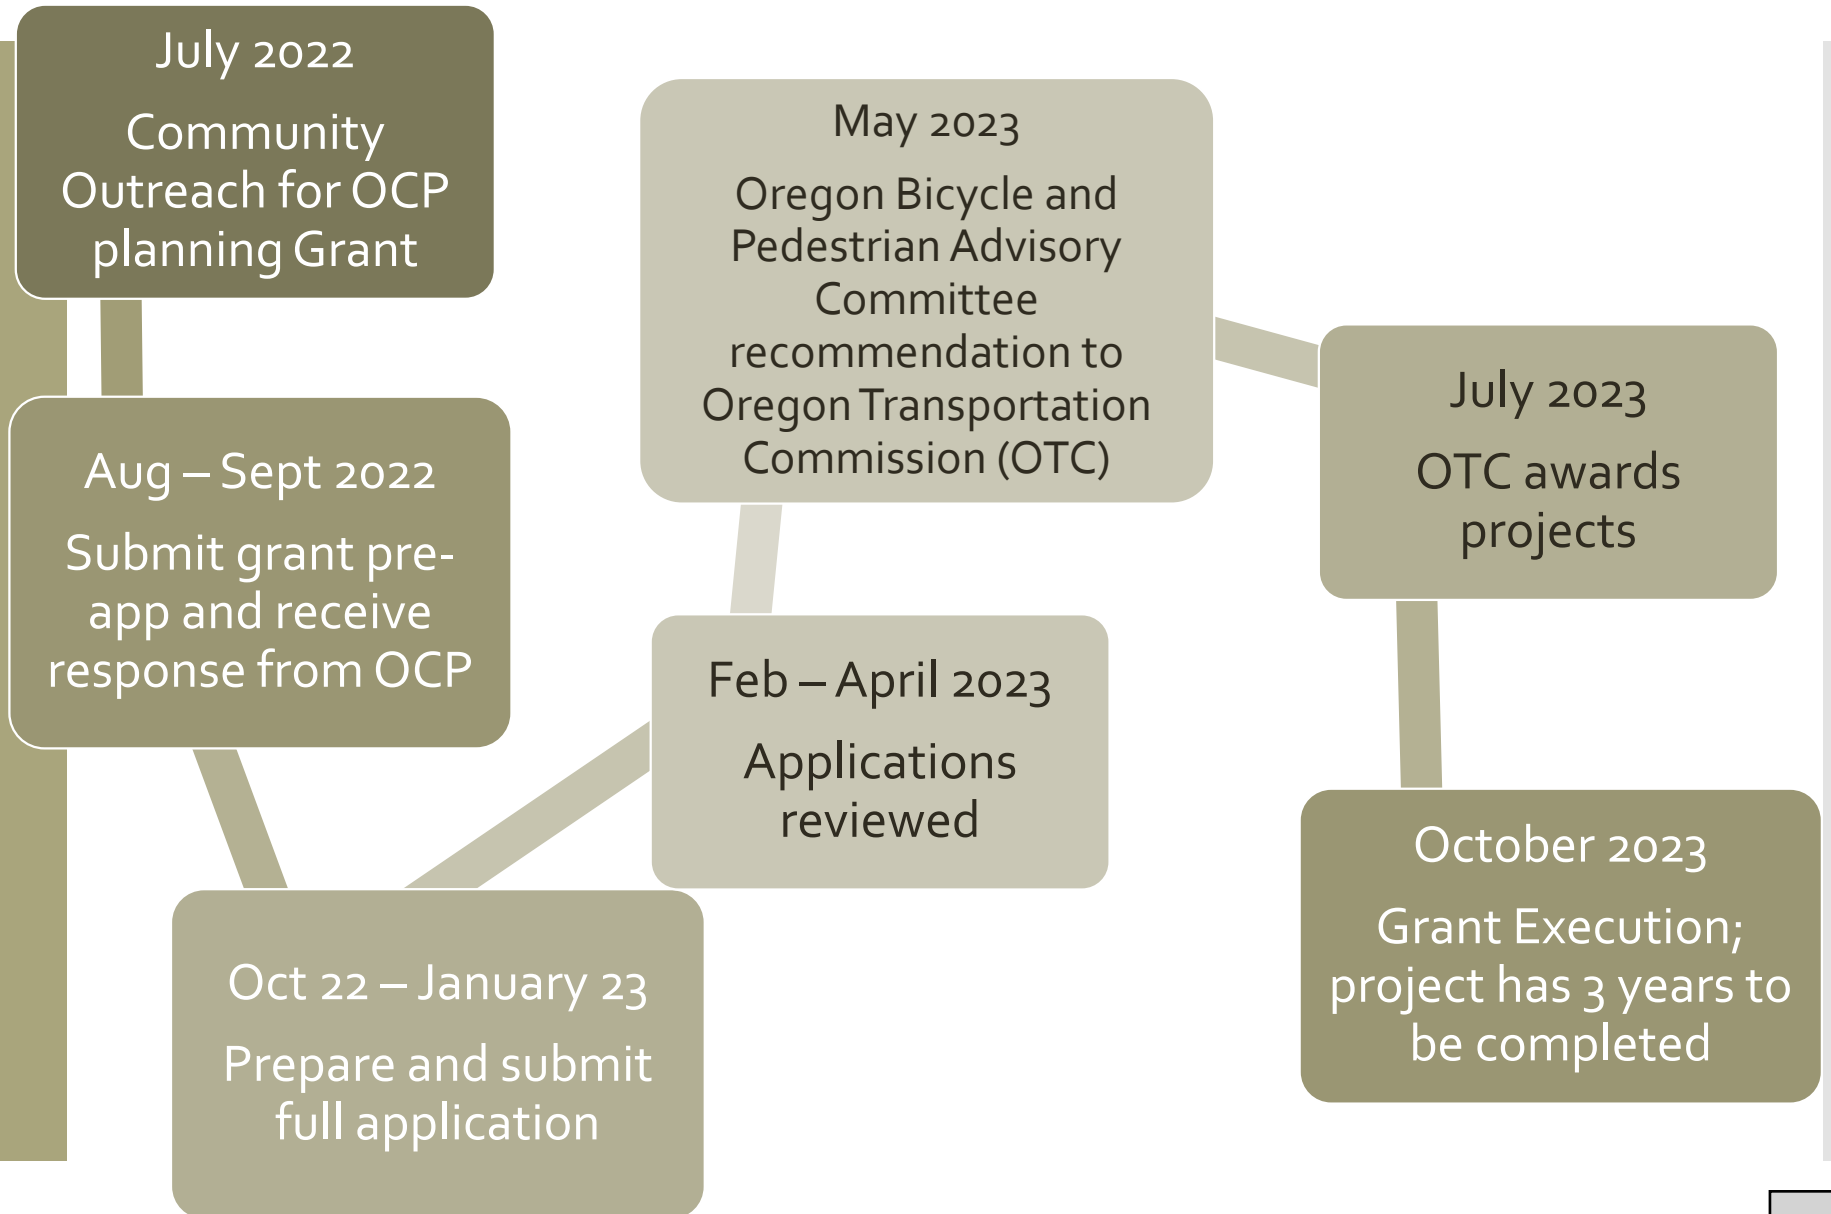 July 2022
Community
Outreach for OCP
planning Grant
Aug – Sept 2022
Submit grant pre-
app and receive
response from OCP
Oct 22 – January 23
Prepare and submit
full application
Feb – April 2023
Applications
reviewed
May 2023
Oregon Bicycle and
Pedestrian Advisory
Committee
recommendation to
Oregon Transportation
Commission (OTC)
July 2023
OTC awards
projects
October 2023
Grant Execution;
project has 3 years to
be completed